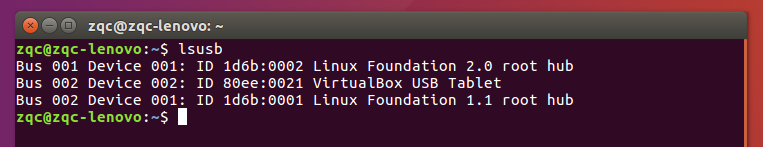 zqc@zqc-lenovo: ~
zqc@zqc-lenovo:~$ lsusb
Bus 001 Device 001: ID 1d6b:0002 Linux Foundation 2.0 root hub
Bus 002 Device 002: ID 80ee:0021 VirtualBox USB Tablet
Bus 002 Device 001: ID 1d6b:0001 Linux Foundation 1.1 root hub
zqc@zqc-lenovo:~$